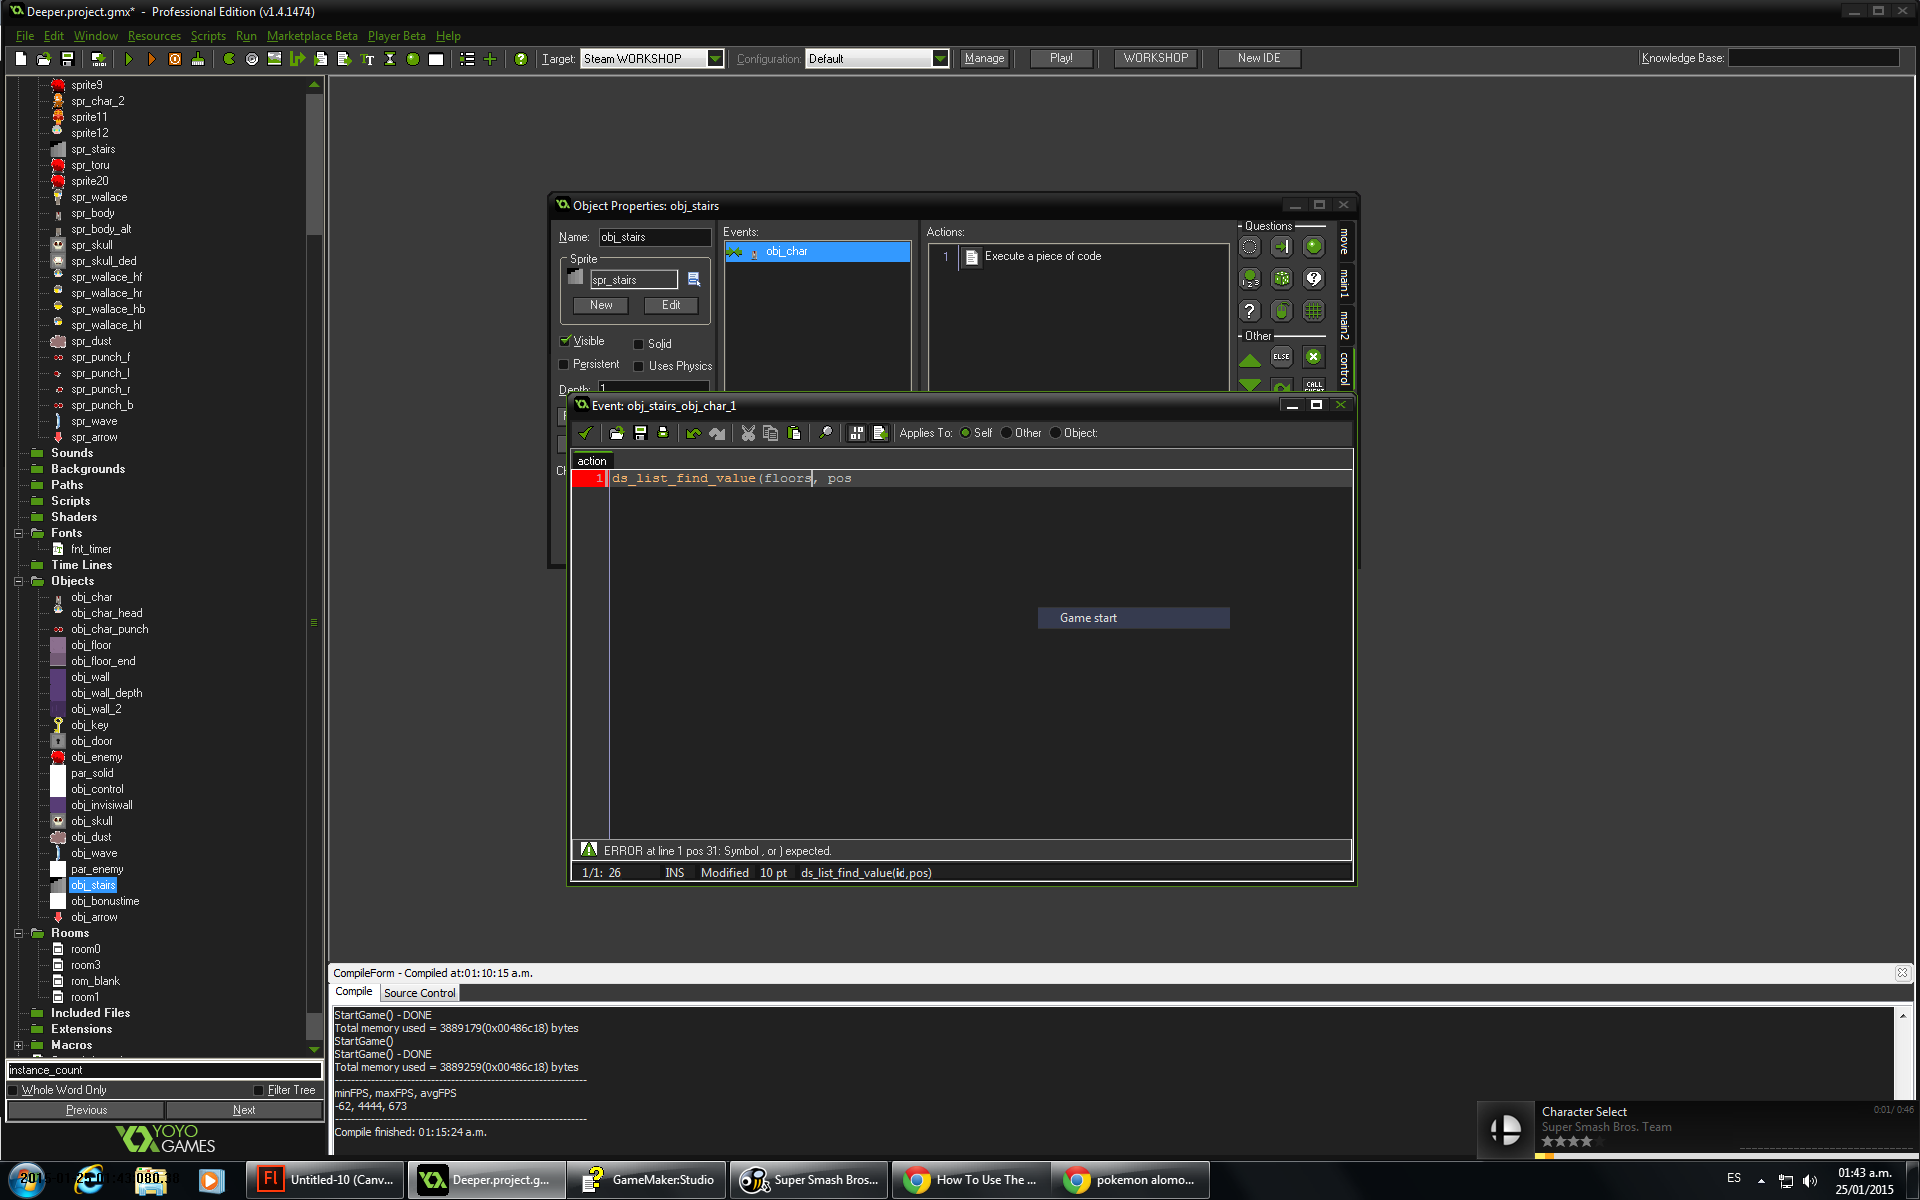 Deeper.project.gmx* - Professional Edition (v1.4.1474)
File Edit Window Resources Scripts Run Marketplace Beta Player Beta Help
Target: Steam WORKSHOP Configuration: Default Manage Play! WORKSHOP New IDE Knowledge Base:
sprite9
spr_char_2
sprite11
sprite12
spr_stairs
spr_toru
sprite20
spr_wallace
spr_body
spr_body_alt
spr_skull
spr_skull_ded
spr_wallace_hf
spr_wallace_hr
spr_wallace_hb
spr_wallace_hl
spr_dust
spr_punch_f
spr_punch_l
spr_punch_r
spr_punch_b
spr_wave
spr_arrow
Sounds
Backgrounds
Paths
Scripts
Shaders
Fonts
fnt_timer
Time Lines
Objects
obj_char
obj_char_head
obj_char_punch
obj_floor
obj_floor_end
obj_wall
obj_wall_depth
obj_wall_2
obj_key
obj_door
obj_enemy
par_solid
obj_control
obj_invisiwall
obj_skull
obj_dust
obj_wave
par_enemy
obj_stairs
obj_bonustime
obj_arrow
Rooms
room0
room3
rom_blank
room1
Included Files
Extensions
Macros
instance_count
Whole Word Only Filter Tree
Previous Next
YOYO GAMES
Object Properties: obj_stairs
Name: obj_stairs
Sprite
spr_stairs
New Edit
Visible Solid
Persistent Uses Physics
Depth: 1
Events:
obj_char
Actions:
1 Execute a piece of code
Questions
Other
ELSE
move
main1
main2
control
Event: obj_stairs_obj_char_1
Applies To: Self Other Object:
action
1 ds_list_find_value(floors, pos
Game start
ERROR at line 1 pos 31: Symbol , or ) expected.
1/1: 26 INS Modified 10 pt ds_list_find_value(id,pos)
CompileForm - Compiled at:01:10:15 a.m.
Compile Source Control
StartGame() - DONE
Total memory used = 3889179(0x00486c18) bytes
StartGame()
StartGame() - DONE
Total memory used = 3889259(0x00486c18) bytes
minFPS, maxFPS, avgFPS
-62, 4444, 673
Compile finished: 01:15:24 a.m.
Character Select
Super Smash Bros. Team
0:01/ 0:46
Untitled-10 (Canv...
Deeper.project.g...
GameMaker:Studio
Super Smash Bros...
How To Use The ...
pokemon alomo...
ES
01:43 a.m.
25/01/2015